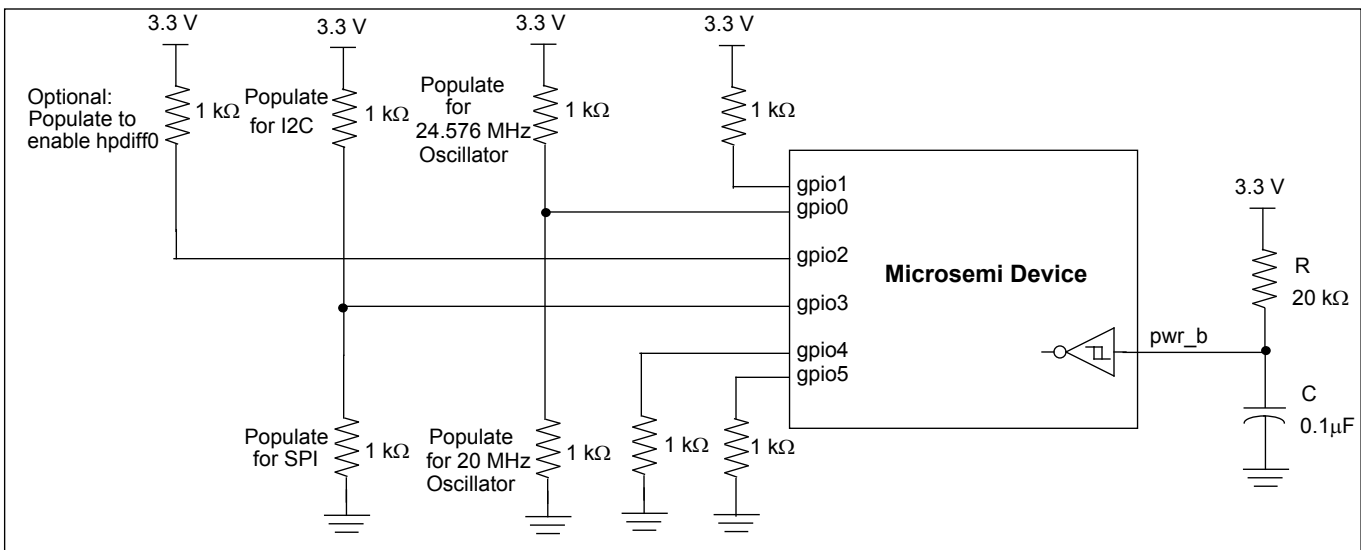 3.3 V
3.3 V
3.3 V
3.3 V
Optional:
Populate to
enable hpdiff0
1 kΩ
Populate
for I2C
1 kΩ
Populate
for
24.576 MHz
Oscillator
1 kΩ
1 kΩ
gpio1
gpio0
gpio2
gpio3
gpio4
gpio5
Microsemi Device
pwr_b
3.3 V
R
20 kΩ
C
0.1μF
Populate
for SPI
1 kΩ
Populate
for 20 MHz
Oscillator
1 kΩ
1 kΩ
1 kΩ